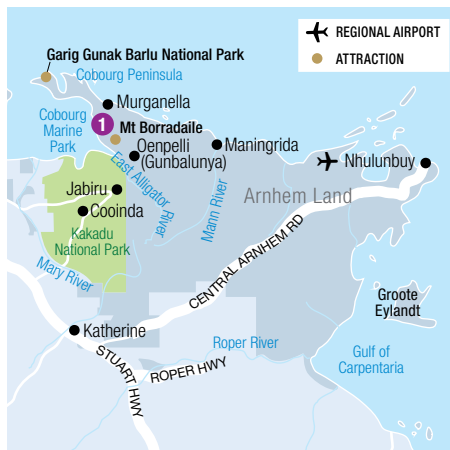 REGIONAL AIRPORT
ATTRACTION
Garig Gunak Barlu National Park
Cobourg Peninsula
Murganella
Cobourg
Marine
Park
1
Mt Borradaile
Oenpelli
(Gunbalunya)
Maningrida
Nhulunbuy
East Alligator River
Mann River
Arnhem Land
Jabiru
Cooinda
Kakadu
National Park
Mary River
CENTRAL ARNHEM RD
Groote
Eylandt
Katherine
STUART HWY
ROPER HWY
Roper River
Gulf of
Carpentaria